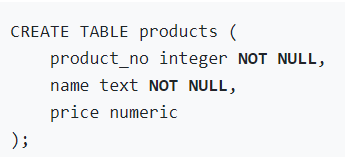 CREATE TABLE products (
    product_no integer NOT NULL,
    name text NOT NULL,
    price numeric
);